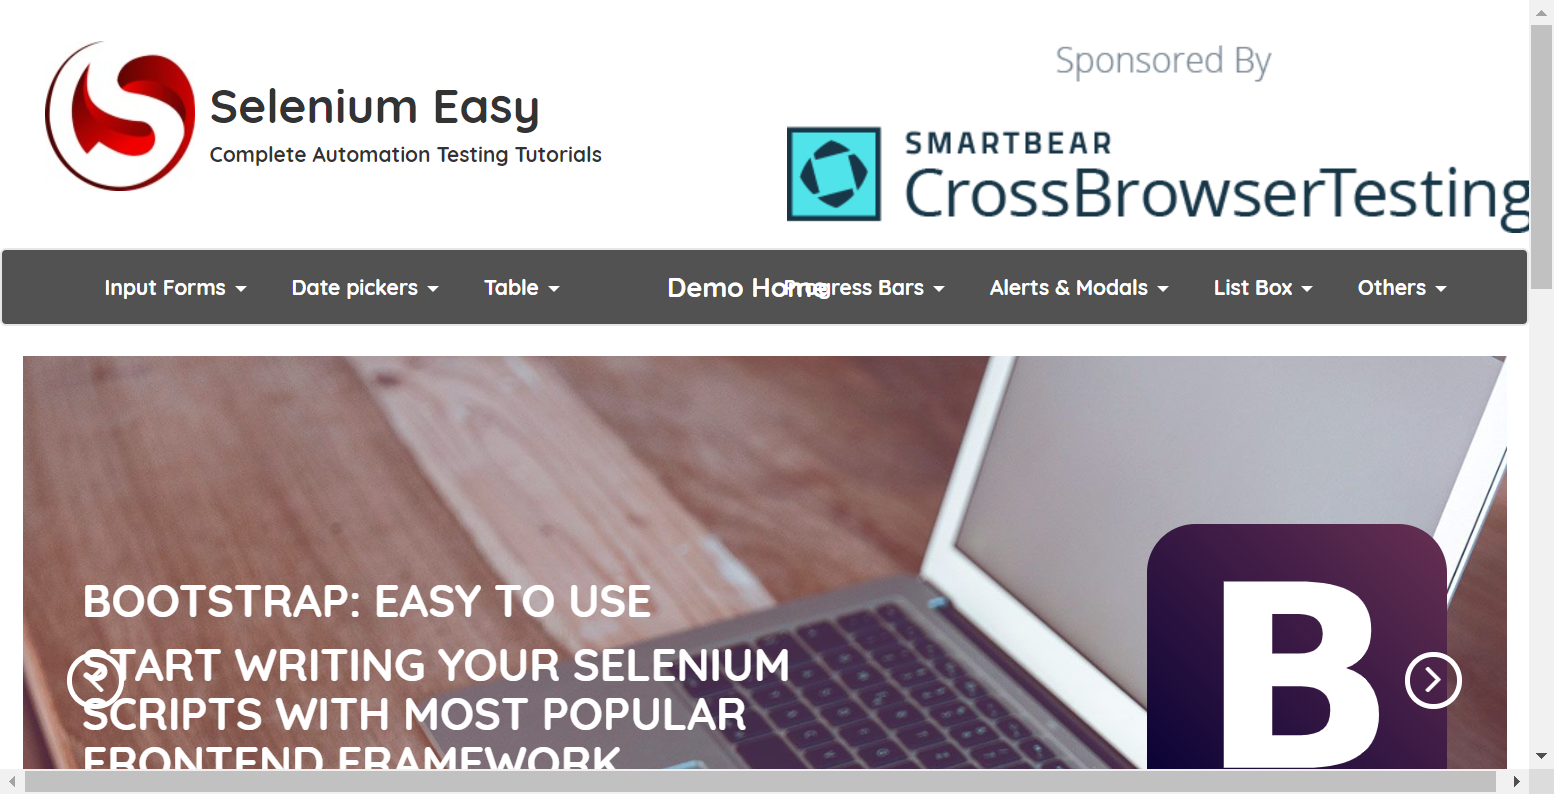 Sponsored By
Selenium Easy
Complete Automation Testing Tutorials
SMARTBEAR
CrossBrowserTesting
Input Forms
Date pickers
Table
Demo Home
Progress Bars
Alerts & Modals
List Box
Others
BOOTSTRAP: EASY TO USE
START WRITING YOUR SELENIUM
SCRIPTS WITH MOST POPULAR
FRONTEND FRAMEWORK
B